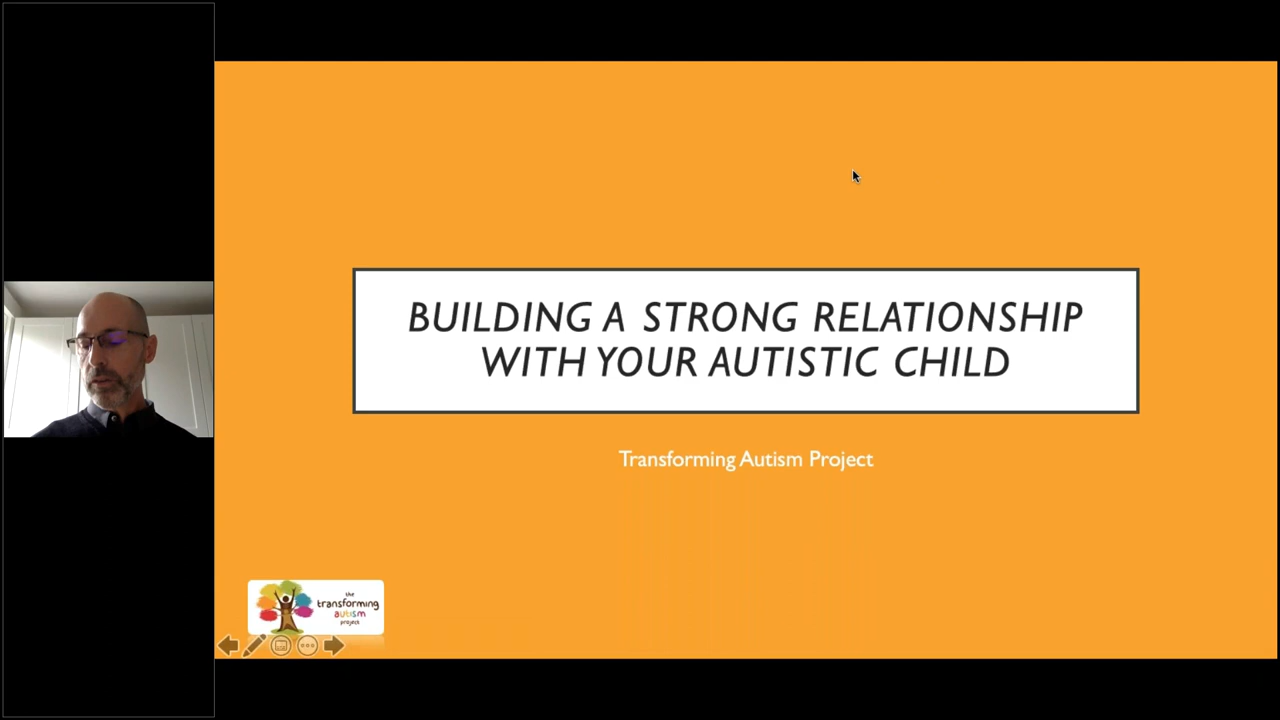 BUILDING A STRONG RELATIONSHIP
WITH YOUR AUTISTIC CHILD
Transforming Autism Project
the
transforming
autism
project